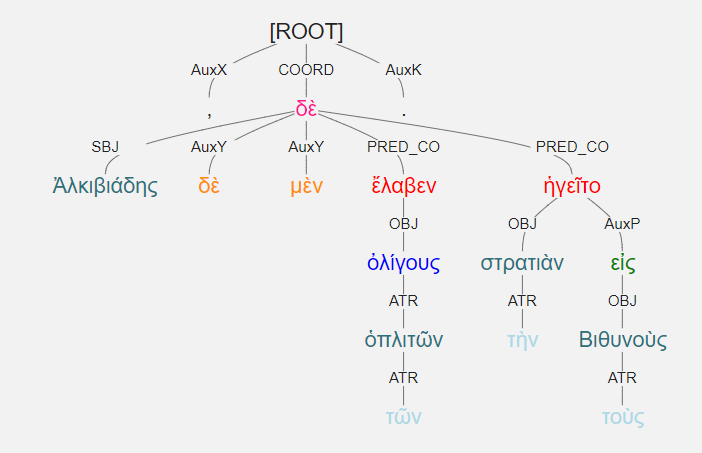 [ROOT]
AuxX COORD AuxK
, δὲ .
SBJ AuxY AuxY PRED_CO PRED_CO
Ἀλκιβιάδης δὲ μὲν ἔλαβεν ἡγεῖτο
OBJ OBJ AuxP
ὀλίγους στρατιὰν εἰς
ATR ATR OBJ
ὁπλιτῶν τὴν Βιθυνοὺς
ATR ATR
τῶν τοὺς